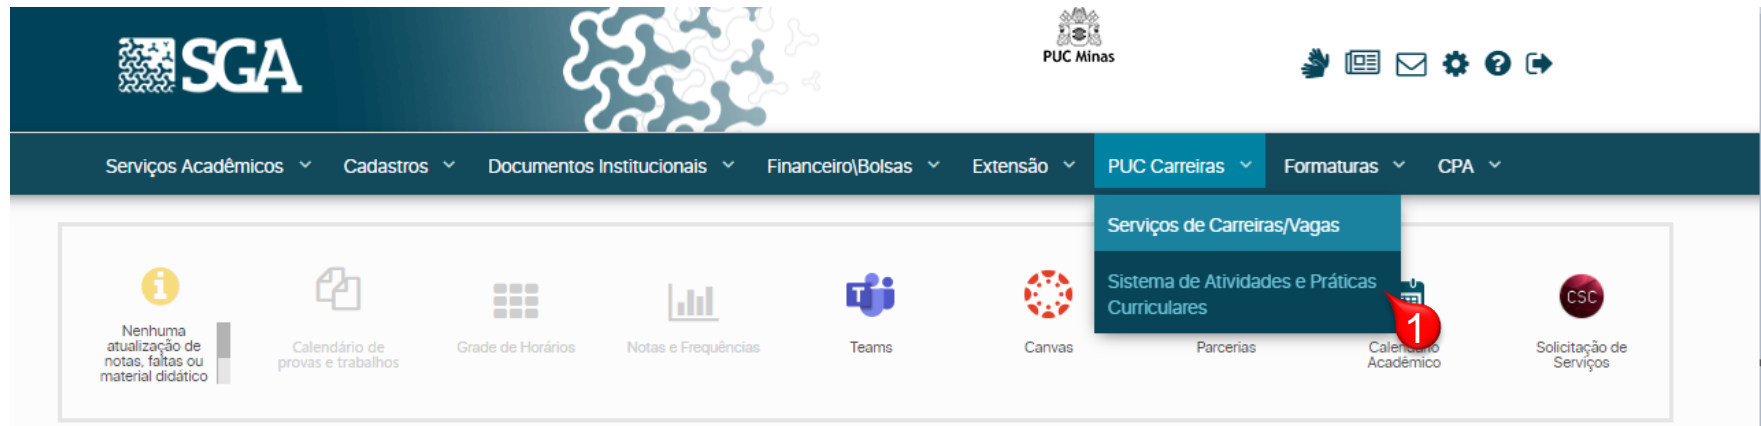 SGA
PUC Minas
Serviços Acadêmicos
Cadastros
Documentos Institucionais
Financeiro\Bolsas
Extensão
PUC Carreiras
Formaturas
CPA
Serviços de Carreiras/Vagas
Sistema de Atividades e Práticas
Curriculares
1
Nenhuma
atualização de
notas, faltas ou
material didático
Calendário de
provas e trabalhos
Grade de Horários
Notas e Frequências
T
Teams
Canvas
Parcerias
Calendário
Acadêmico
CSC
Solicitação de
Serviços